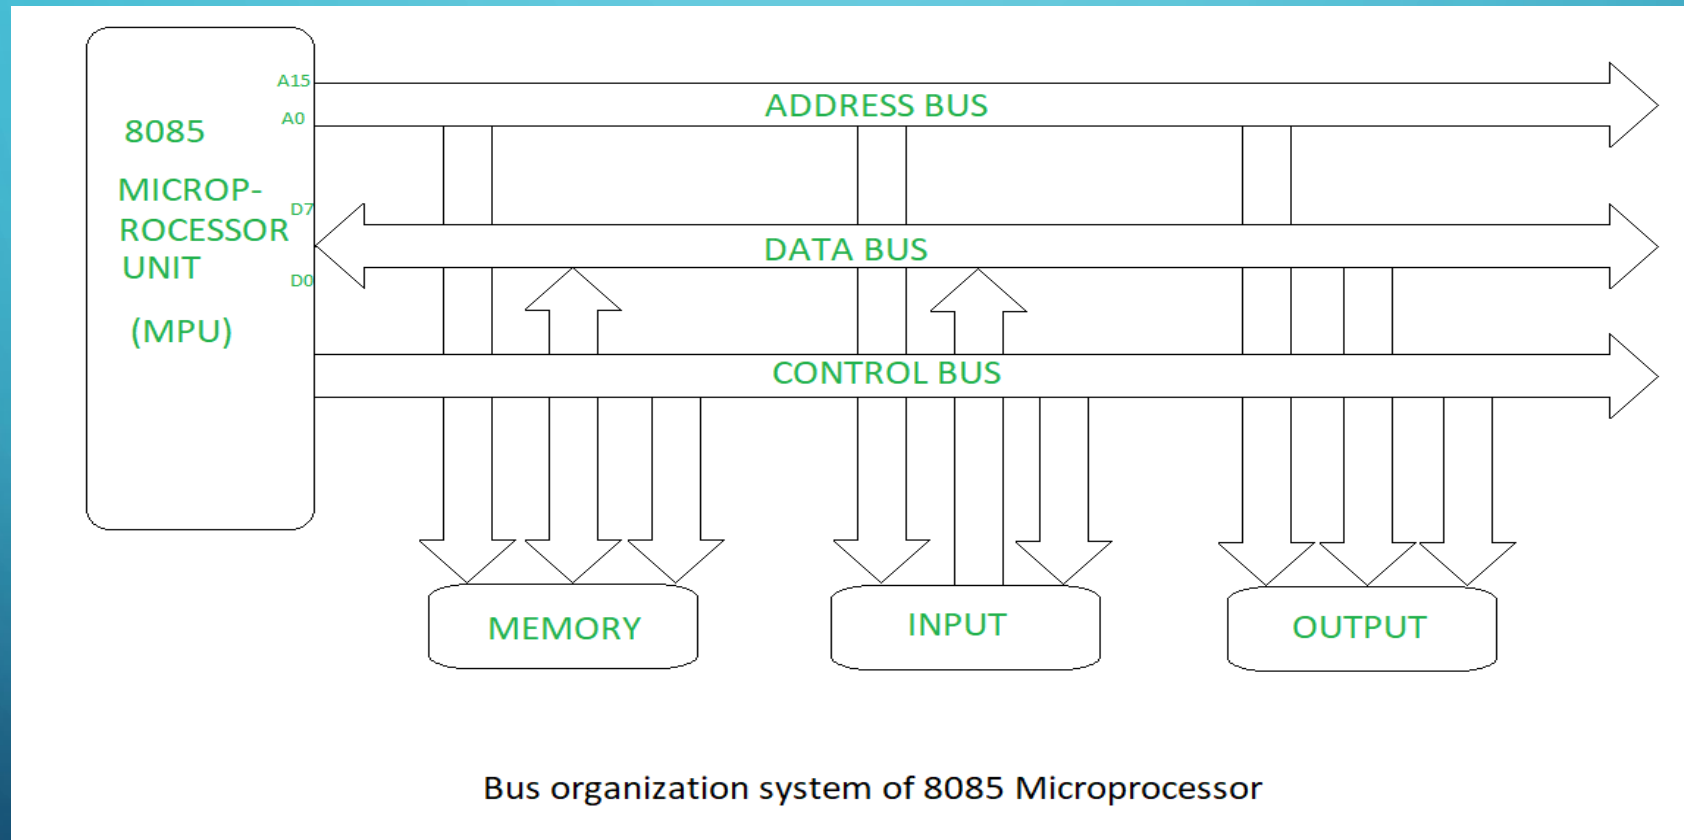 A15
ADDRESS BUS
A0
8085
MICROP-
D7
ROCESSOR
DATA BUS
UNIT
D0
(MPU)
CONTROL BUS
MEMORY
INPUT
OUTPUT
Bus organization system of 8085 Microprocessor